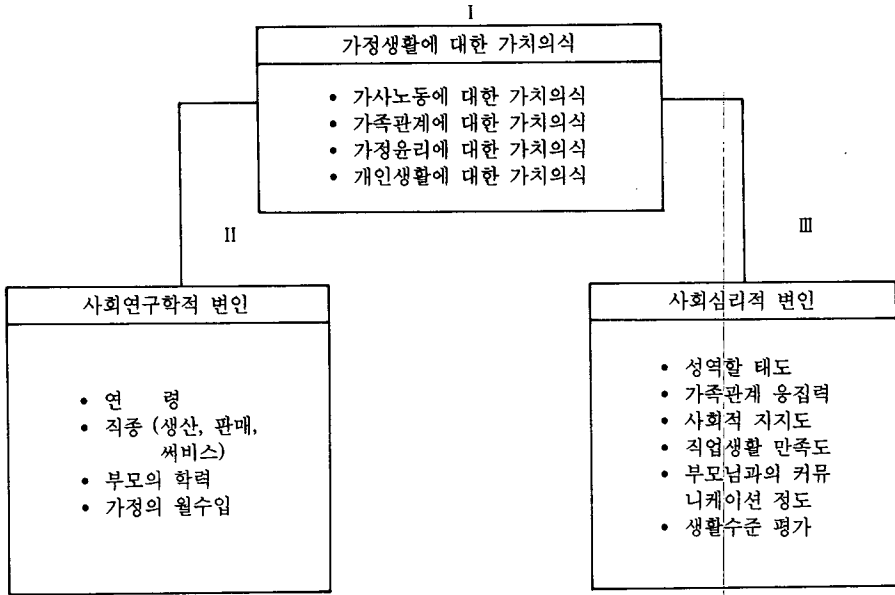 I
가정생활에 대한 가치의식
• 가사노동에 대한 가치의식
• 가족관계에 대한 가치의식
• 가정윤리에 대한 가치의식
• 개인생활에 대한 가치의식
II
사회연구학적 변인
• 연 령
• 직종 (생산, 판매,
써비스)
• 부모의 학력
• 가정의 월수입
III
사회심리적 변인
• 성역할 태도
• 가족관계 응집력
• 사회적 지지도
• 직업생활 만족도
• 부모님과의 커뮤
니케이션 정도
• 생활수준 평가